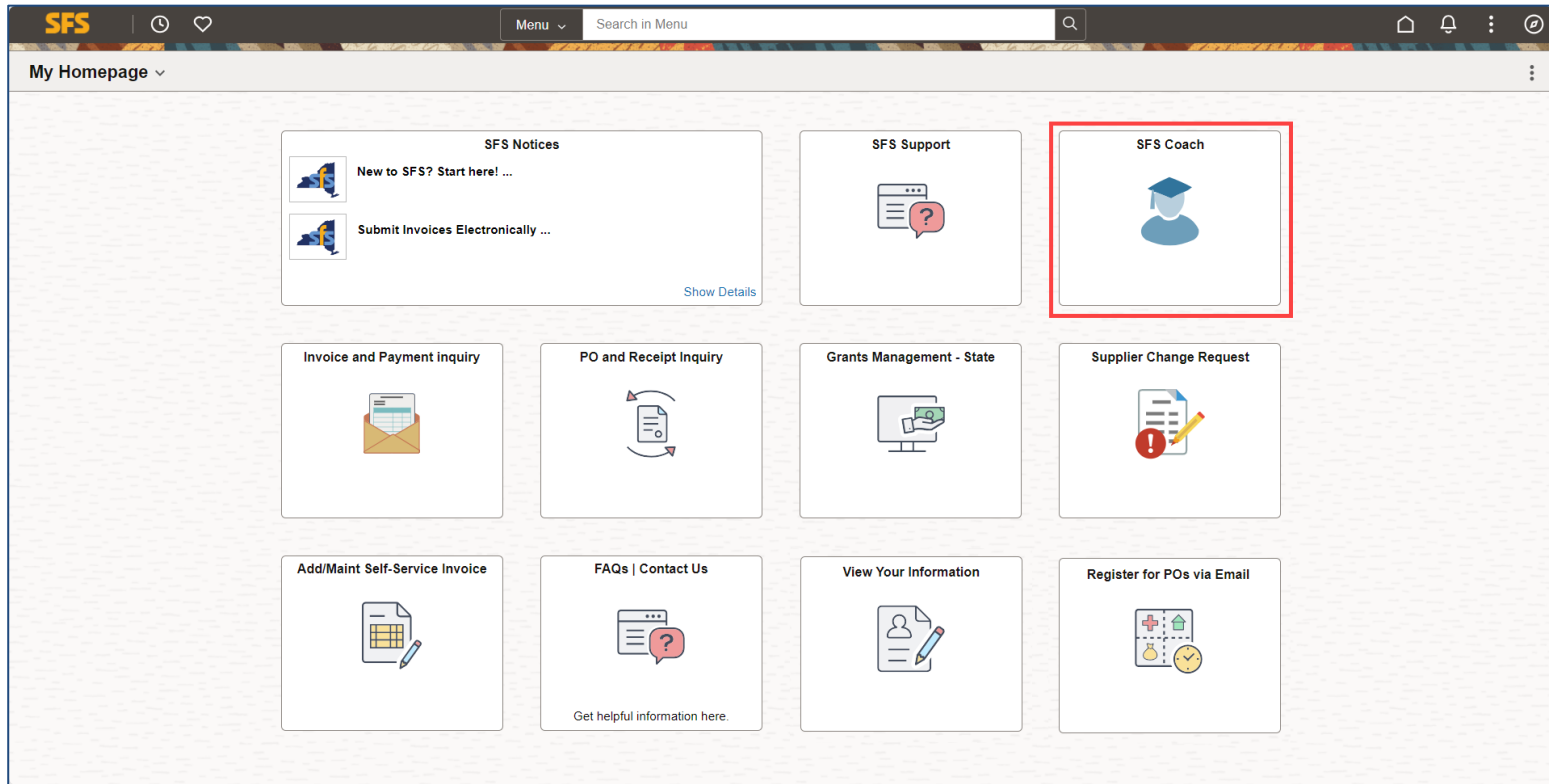 SFS
Menu
Search in Menu
My Homepage
SFS Notices
sfs
New to SFS? Start here! ...
sfs
Submit Invoices Electronically ...
Show Details
SFS Support
?
SFS Coach
Invoice and Payment inquiry
PO and Receipt Inquiry
Grants Management - State
Supplier Change Request
!
Add/Maint Self-Service Invoice
FAQs | Contact Us
?
Get helpful information here.
View Your Information
Register for POs via Email